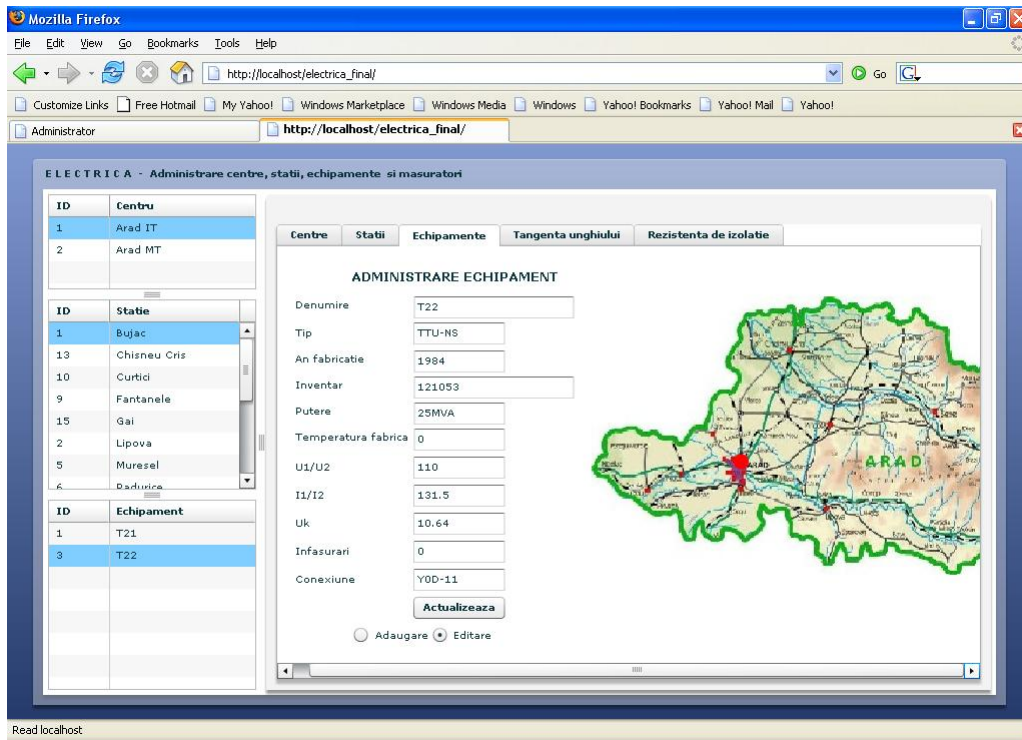 Mozilla Firefox
File Edit View Go Bookmarks Tools Help
http://localhost/electrica_final/ Go G
Customize Links Free Hotmail My Yahoo! Windows Marketplace Windows Media Windows Yahoo! Bookmarks Yahoo! Mail Yahoo!
Administrator http://localhost/electrica_final/
ELECTRICA - Administrare centre, statii, echipamente si masuratori
ID Centru
1 Arad IT
2 Arad MT
ID Statie
1 Bujac
13 Chisneu Cris
10 Curtici
9 Fantanele
15 Gai
2 Lipova
5 Muresel
6 Padurice
ID Echipament
1 T21
3 T22
Centre Statii Echipamente Tangenta unghiului Rezistenta de izolatie
ADMINISTRARE ECHIPAMENT
Denumire T22
Tip TTU-NS
An fabricatie 1984
Inventar 121053
Putere 25MVA
Temperatura fabrica 0
U1/U2 110
I1/I2 131.5
Uk 10.64
Infasurari 0
Conexiune Y0D-11
Actualizeaza
Adaugare Editare
ARAD
ARAD
Read localhost